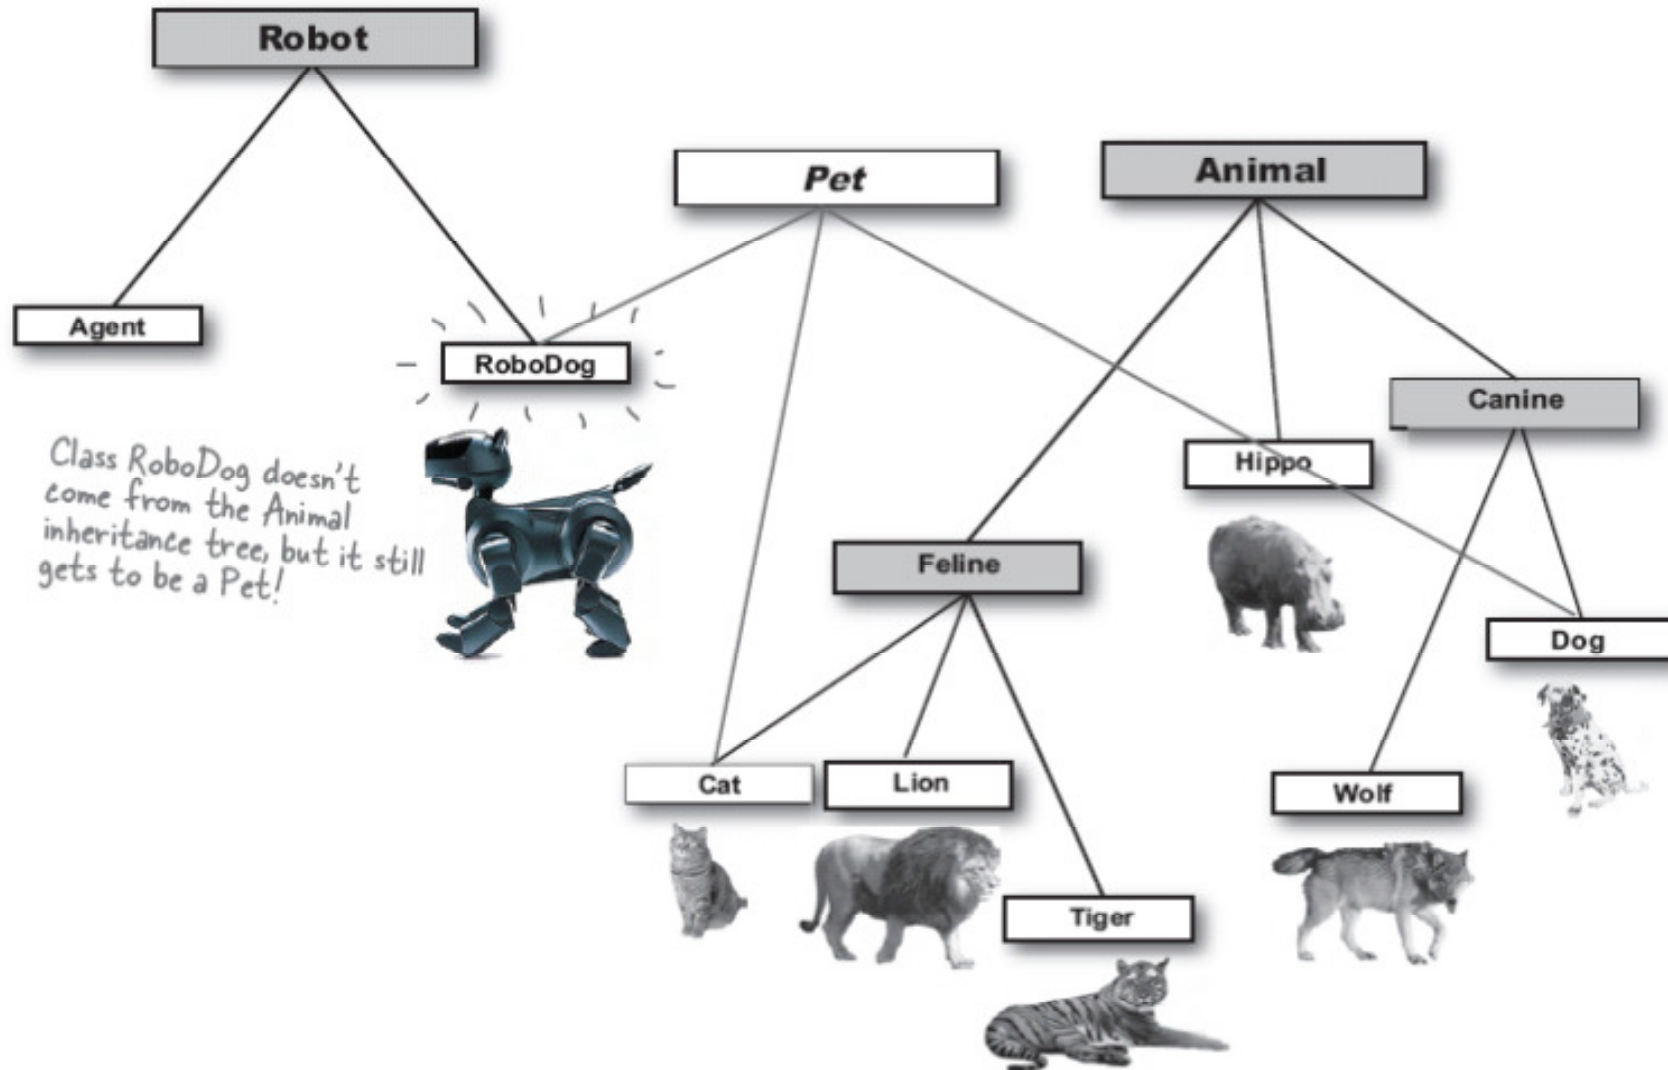 Robot
Pet
Animal
Agent
RoboDog
Canine
Hippo
Class RoboDog doesn't
come from the Animal
inheritance tree, but it still
gets to be a Pet!
Feline
Dog
Cat
Lion
Wolf
Tiger